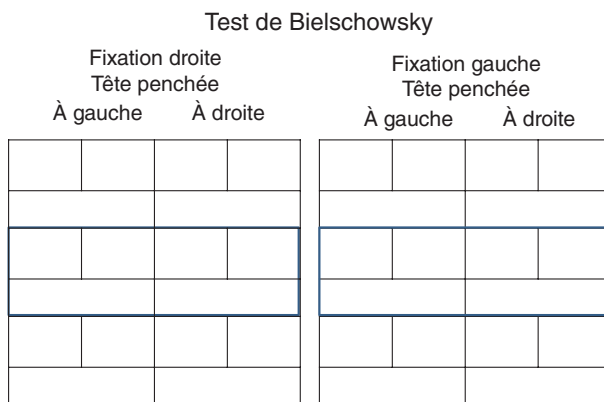 Test de Bielschowsky
Fixation droite
Tête penchée
À gauche À droite
Fixation gauche
Tête penchée
À gauche À droite